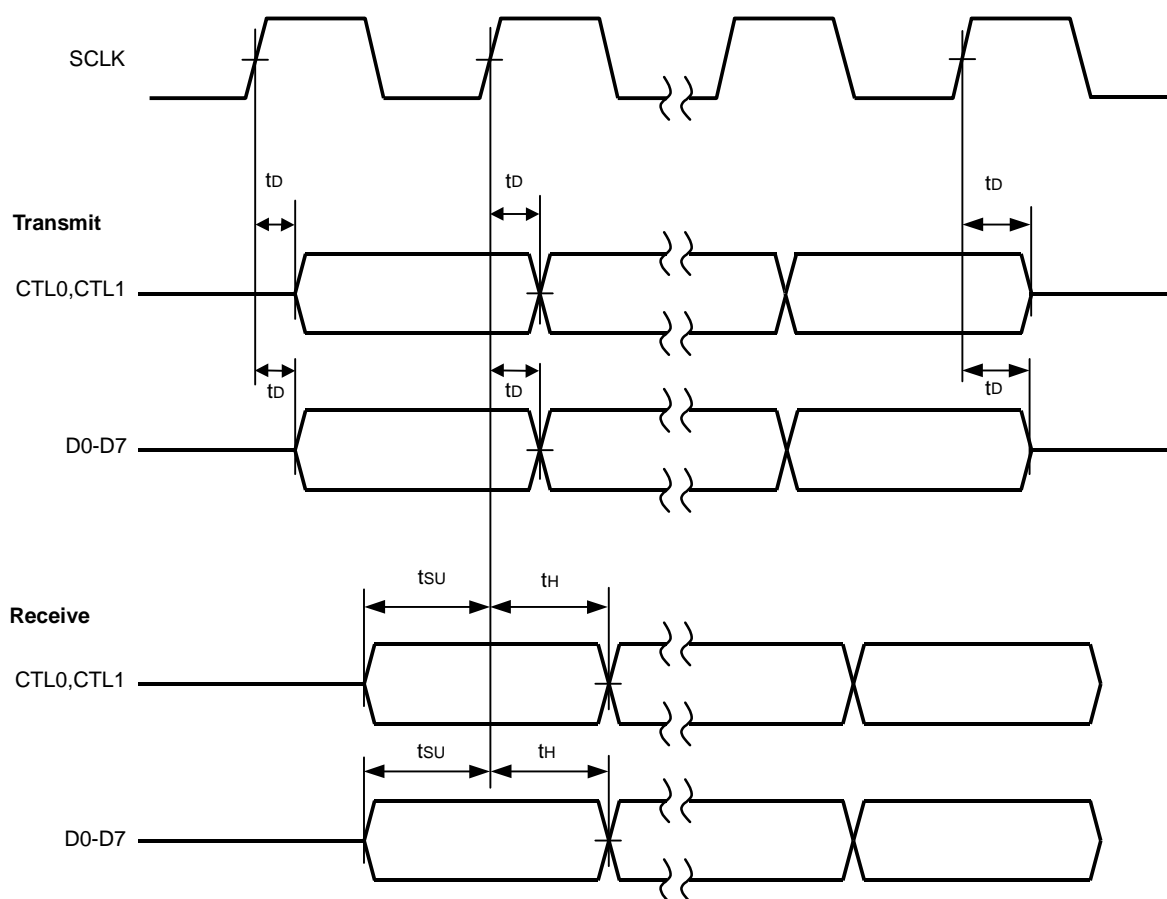 SCLK
tD tD tD
Transmit
CTL0,CTL1
tD tD tD
D0-D7
tSU tH
Receive
CTL0,CTL1
tSU tH
D0-D7